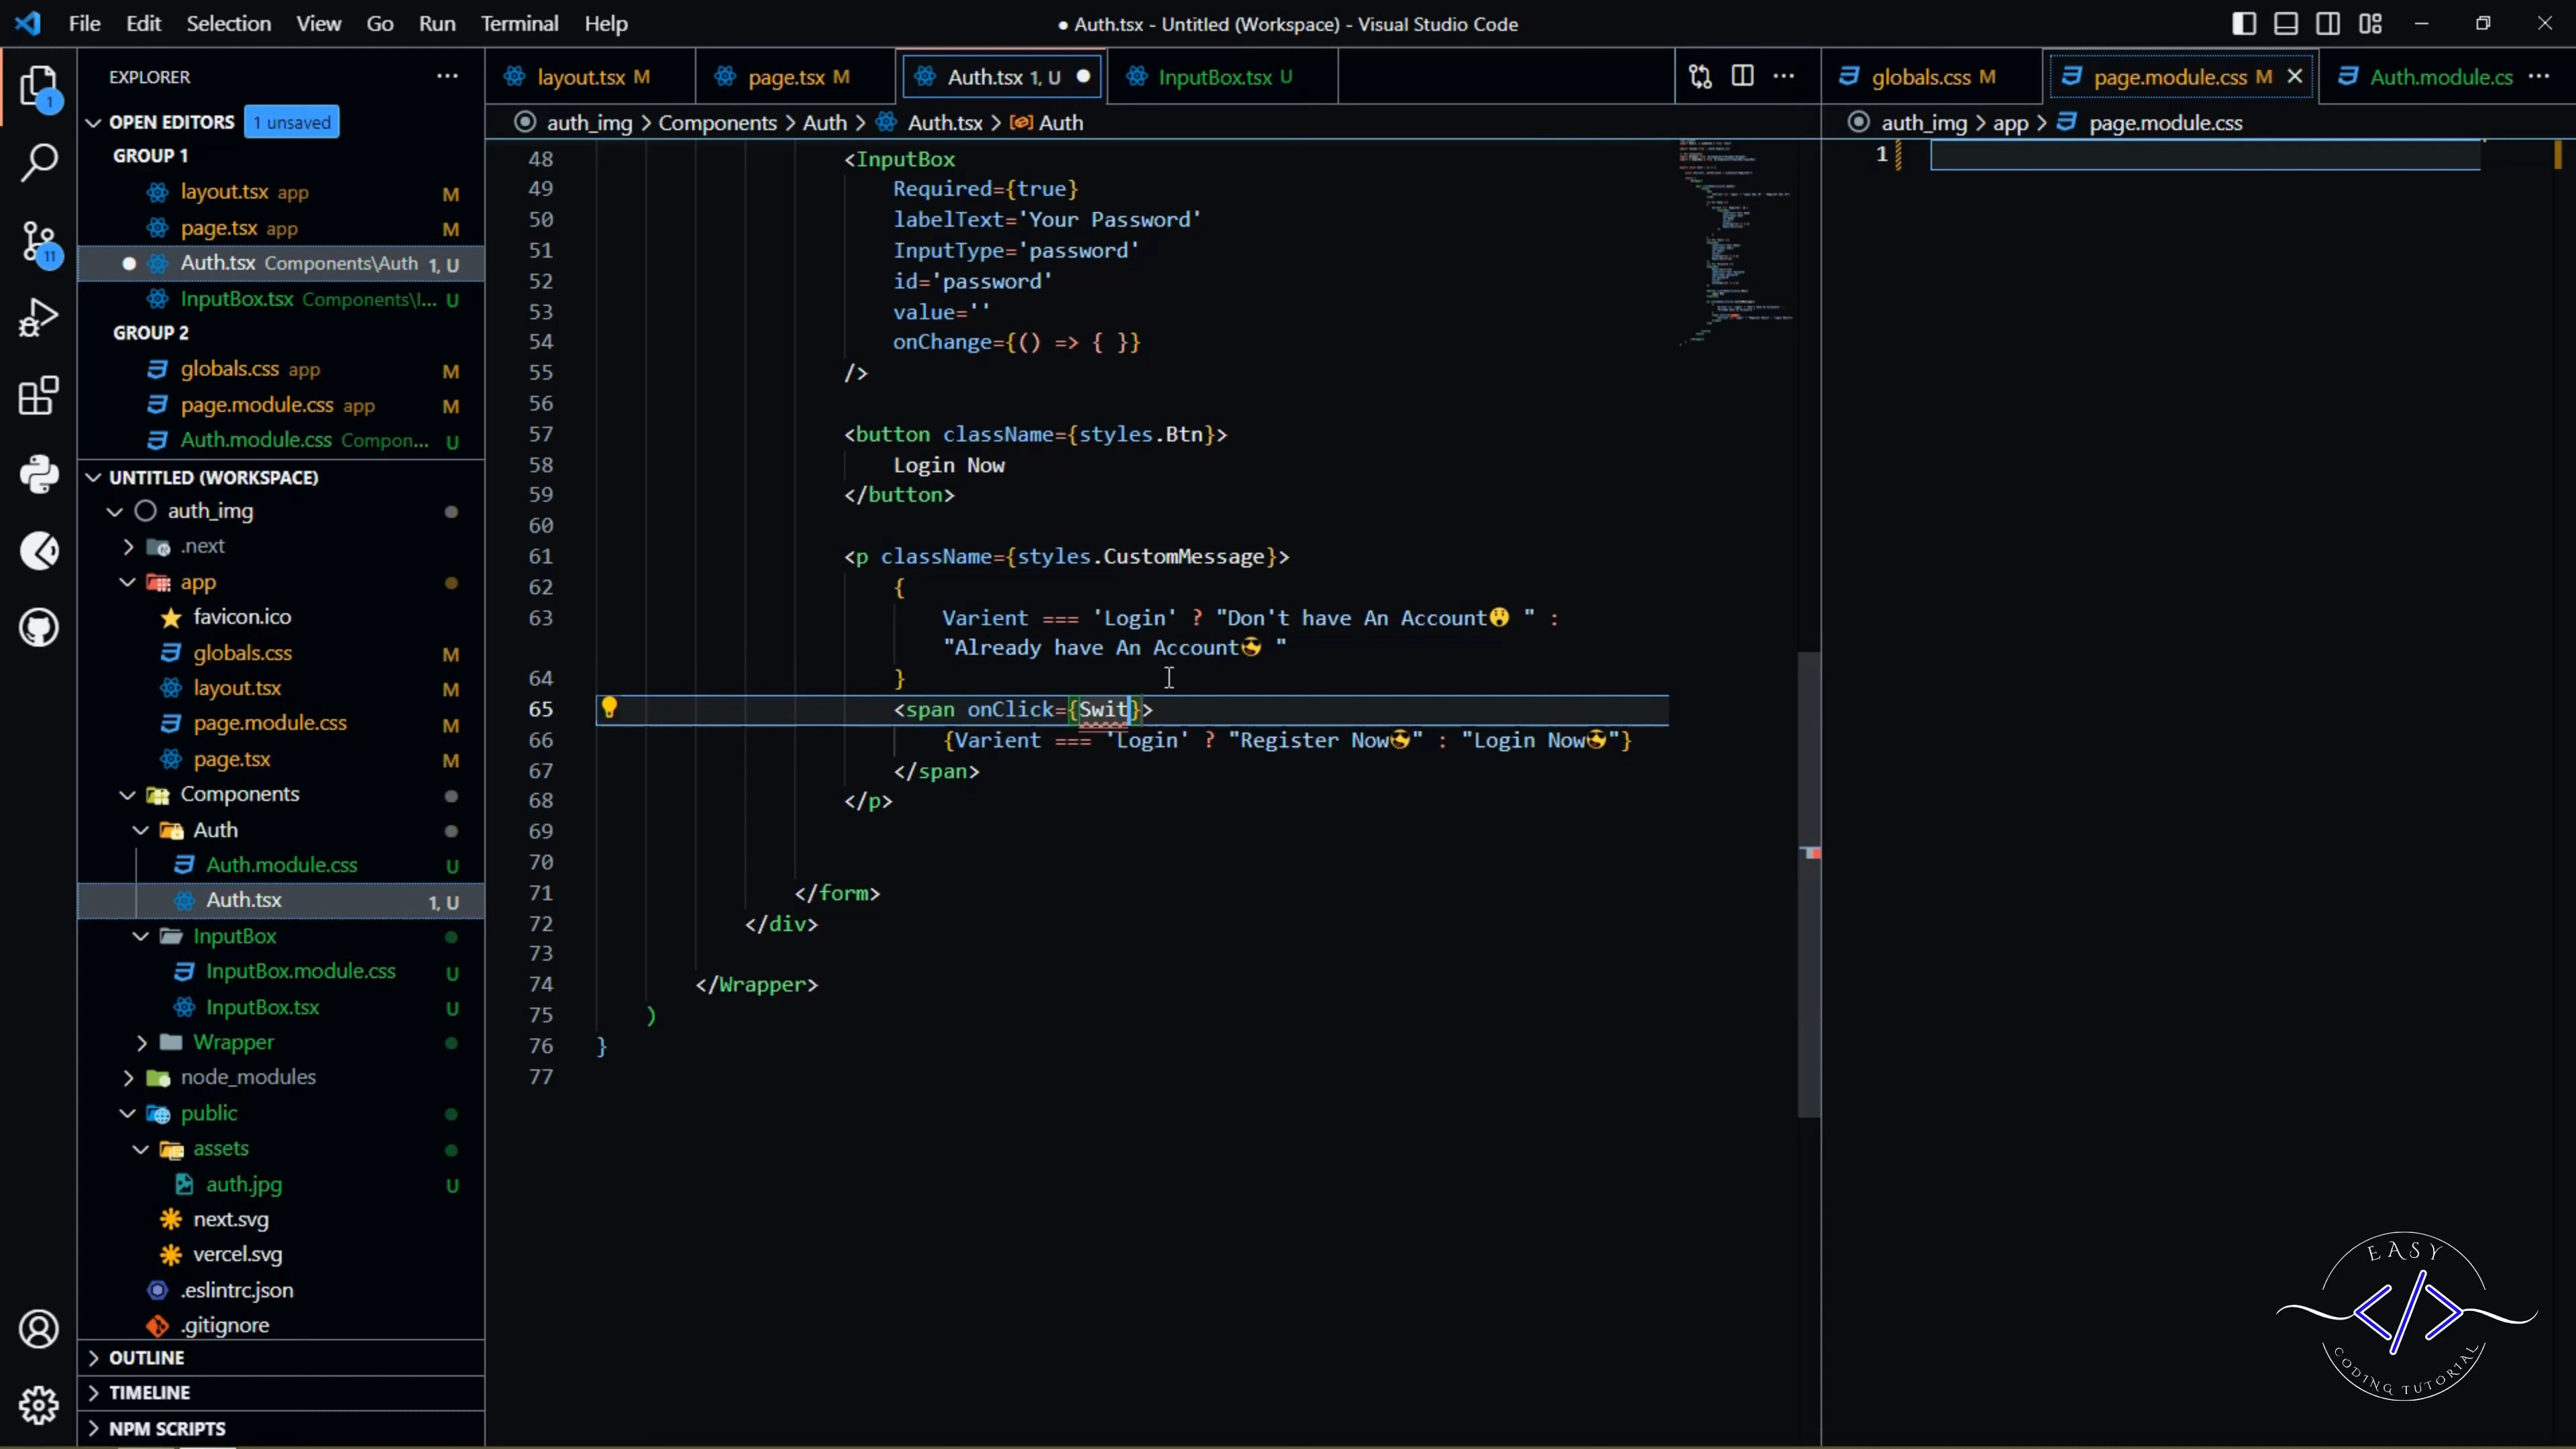 File Edit Selection View Go Run Terminal Help
● Auth.tsx - Untitled (Workspace) - Visual Studio Code
EXPLORER
OPEN EDITORS 1 unsaved
GROUP 1
layout.tsx app M
page.tsx app M
Auth.tsx Components\Auth 1, U
InputBox.tsx Components\I... U
GROUP 2
globals.css app M
page.module.css app M
Auth.module.css Compon... U
UNTITLED (WORKSPACE)
auth_img
.next
app
favicon.ico
globals.css M
layout.tsx M
page.module.css M
page.tsx M
Components
Auth
Auth.module.css U
Auth.tsx 1, U
InputBox
InputBox.module.css U
InputBox.tsx U
Wrapper
node_modules
public
assets
auth.jpg U
next.svg
vercel.svg
.eslintrc.json
.gitignore
OUTLINE
TIMELINE
NPM SCRIPTS
1
11
layout.tsx M page.tsx M Auth.tsx 1, U InputBox.tsx U
auth_img > Components > Auth > Auth.tsx > Auth
48 <InputBox
49 Required={true}
50 labelText='Your Password'
51 InputType='password'
52 id='password'
53 value=''
54 onChange={() => { }}
55 />
56
57 <button className={styles.Btn}>
58 Login Now
59 </button>
60
61 <p className={styles.CustomMessage}>
62 {
63 Varient === 'Login' ? "Don't have An Account😲 " :
"Already have An Account😎 "
64 }
65 <span onClick={Swit}>
66 {Varient === 'Login' ? "Register Now😎" : "Login Now😎"}
67 </span>
68 </p>
69
70
71 </form>
72 </div>
73
74 </Wrapper>
75 )
76 }
77
globals.css M page.module.css M Auth.module.cs
auth_img > app > page.module.css
1
EASY
CODING TUTORIAL